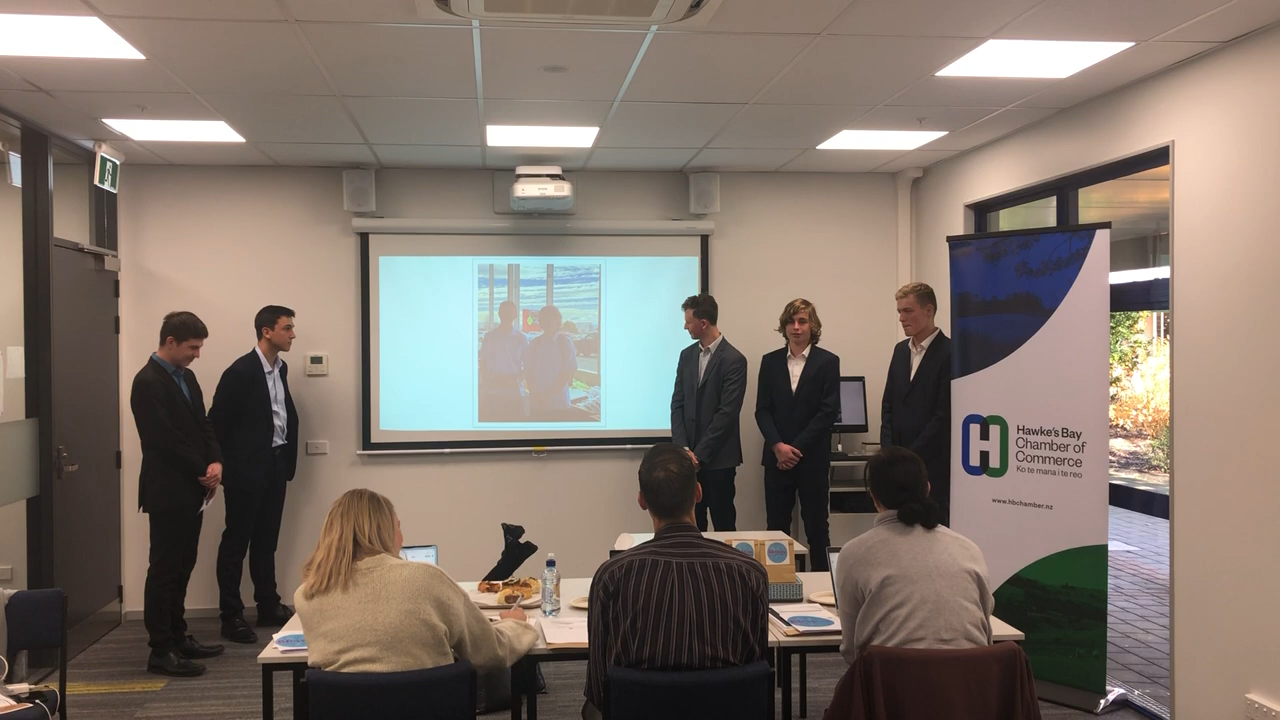 H
Hawke's Bay
Chamber of
Commerce
Ko te mana i te reo
www.hbchamber.nz